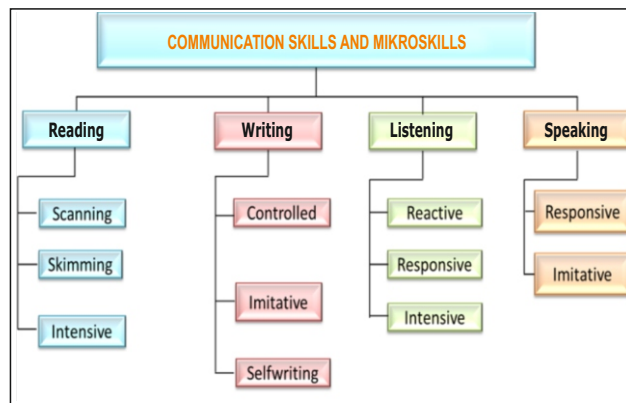 COMMUNICATION SKILLS AND MIKROSKILLS
Reading
Scanning
Skimming
Intensive
Writing
Controlled
Imitative
Selfwriting
Listening
Reactive
Responsive
Intensive
Speaking
Responsive
Imitative